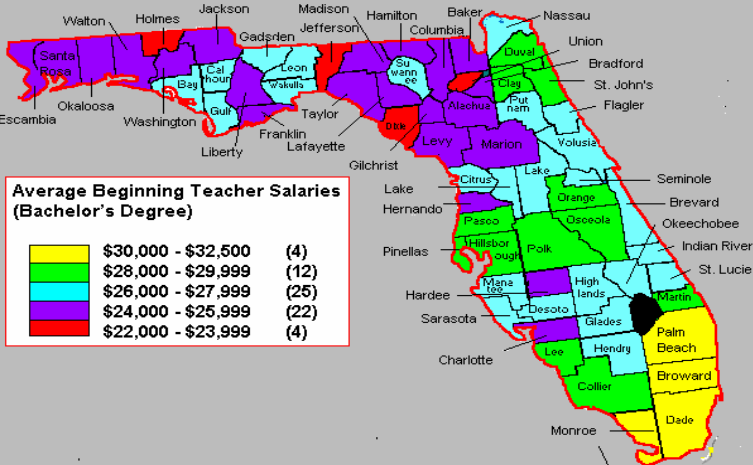 Madison
Jackson
Holmes
Walton
Jefferson
Hamilton
Baker
Nassau
Columbia
Gadsden
Union
Duval
Bradford
Santa
Rosa
Su
wann
ee
Leon
Cal
houn
Clay
St. John's
Bay
Wakulla
Put
nam
Flagler
Alachua
Gulf
Escambia
Okaloosa
Washington
Taylor
Dixie
Franklin
Lafayette
Liberty
Levy
Marion
Volusia
Gilchrist
Lake
Citrus
Seminole
Lake
Orange
Brevard
Hernando
Pasco
Osceola
Okeechobee
Pinellas
Hillsbor
ough
Polk
Indian River
St. Lucie
Mana
tee
High
lands
Hardee
Martin
Sarasota
Desoto
Glades
Palm
Beach
Charlotte
Lee
Hendry
Broward
Collier
Dade
Monroe
Average Beginning Teacher Salaries
(Bachelor's Degree)
$30,000 - $32,500 (4)
$28,000 - $29,999 (12)
$26,000 - $27,999 (25)
$24,000 - $25,999 (22)
$22,000 - $23,999 (4)